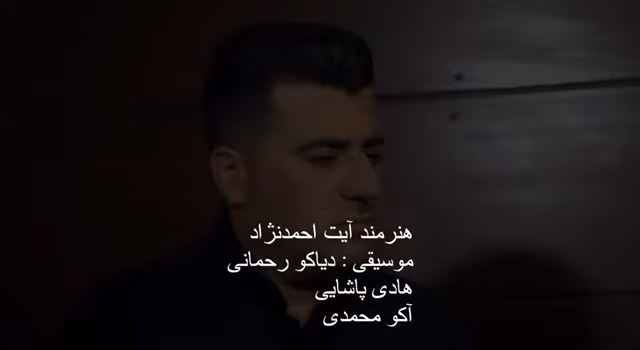 هنرمند آیت احمدنژاد
موسیقی : دیاکو رحمانی
هادی پاشایی
آکو محمدی